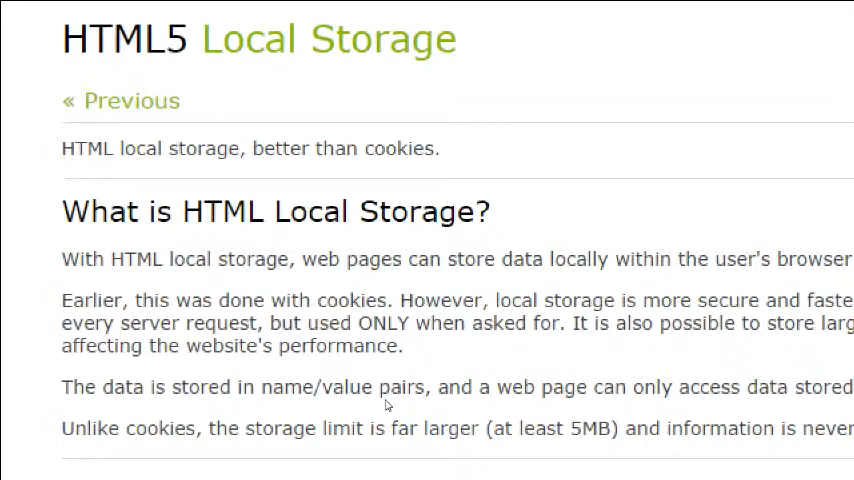 HTML5 Local Storage
« Previous
HTML local storage, better than cookies.
What is HTML Local Storage?
With HTML local storage, web pages can store data locally within the user's browser
Earlier, this was done with cookies. However, local storage is more secure and faste
every server request, but used ONLY when asked for. It is also possible to store larg
affecting the website's performance.
The data is stored in name/value pairs, and a web page can only access data stored
Unlike cookies, the storage limit is far larger (at least 5MB) and information is never